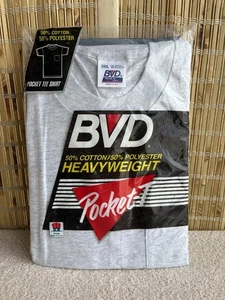 50% COTTON
50% POLYESTER
POCKET TEE SHIRT
BVD
BVD
50% COTTON/50% POLYESTER
HEAVYWEIGHT
Pocket-T